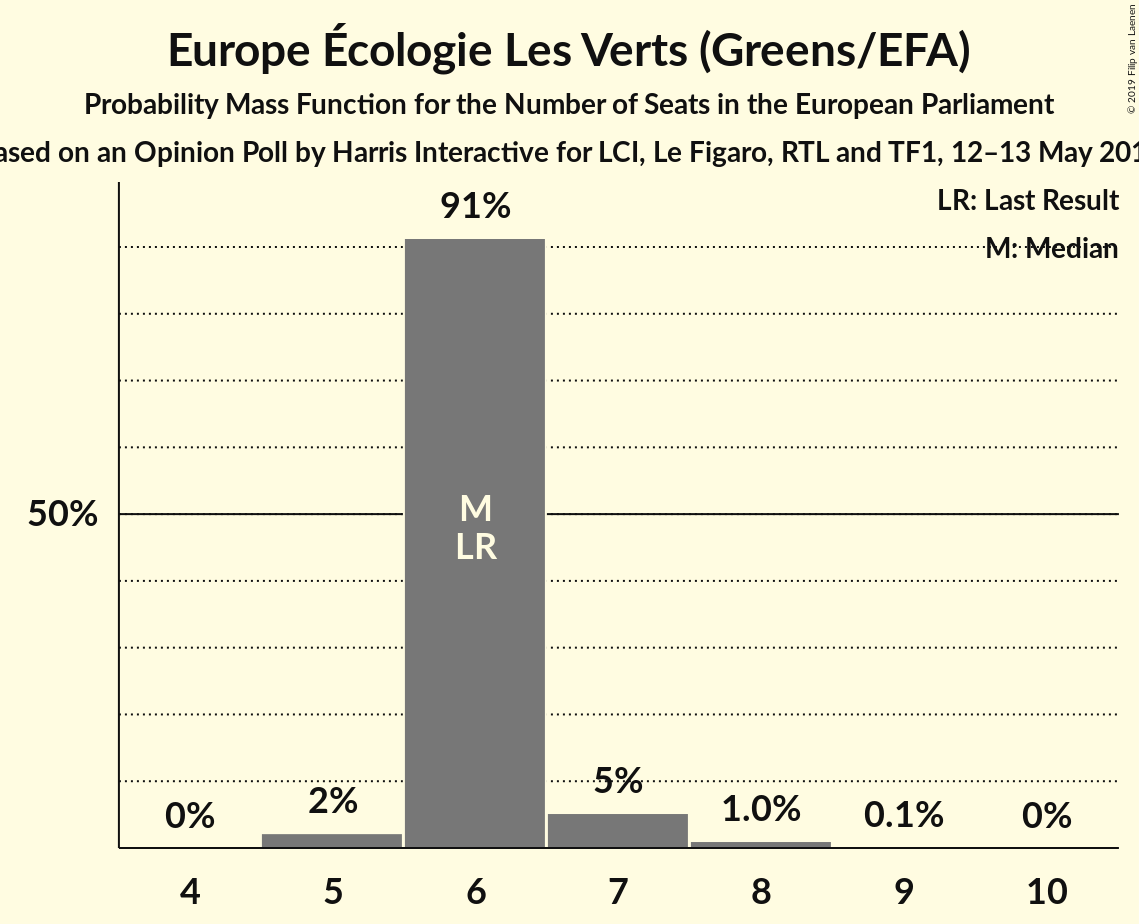 Europe Écologie Les Verts (Greens/EFA)
Probability Mass Function for the Number of Seats in the European Parliament
on an Opinion Poll by Harris Interactive for LCI, Le Figaro, RTL and TF1, 12–13 May
© 2019 Filip van Laenen
LR: Last Result
M: Median
91%
50%
M
LR
0%
2%
5%
1.0%
0.1%
0%
4
5
6
7
8
9
10